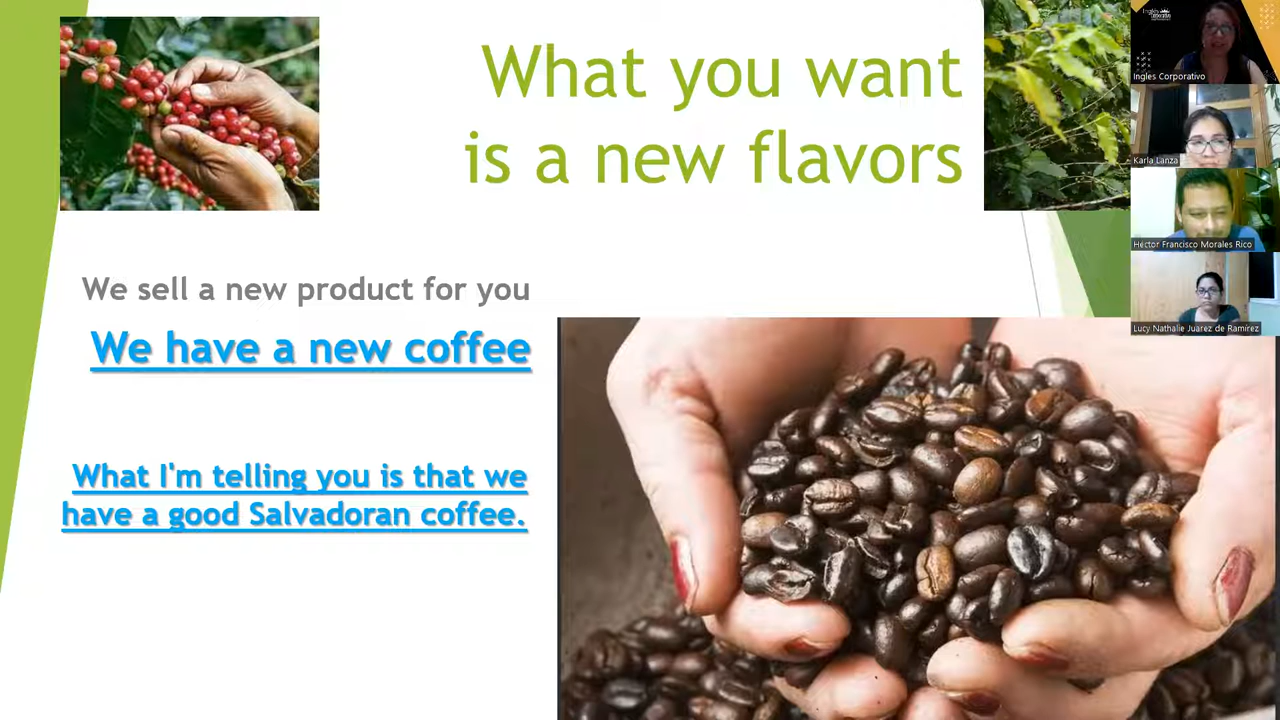 What you want
is a new flavors
We sell a new product for you
We have a new coffee
What I'm telling you is that we
have a good Salvadoran coffee.
Ingles Corporativo
Karla Lanza
Hector Francisco Morales Rico
Lucy Nathalie Juarez de Ramírez